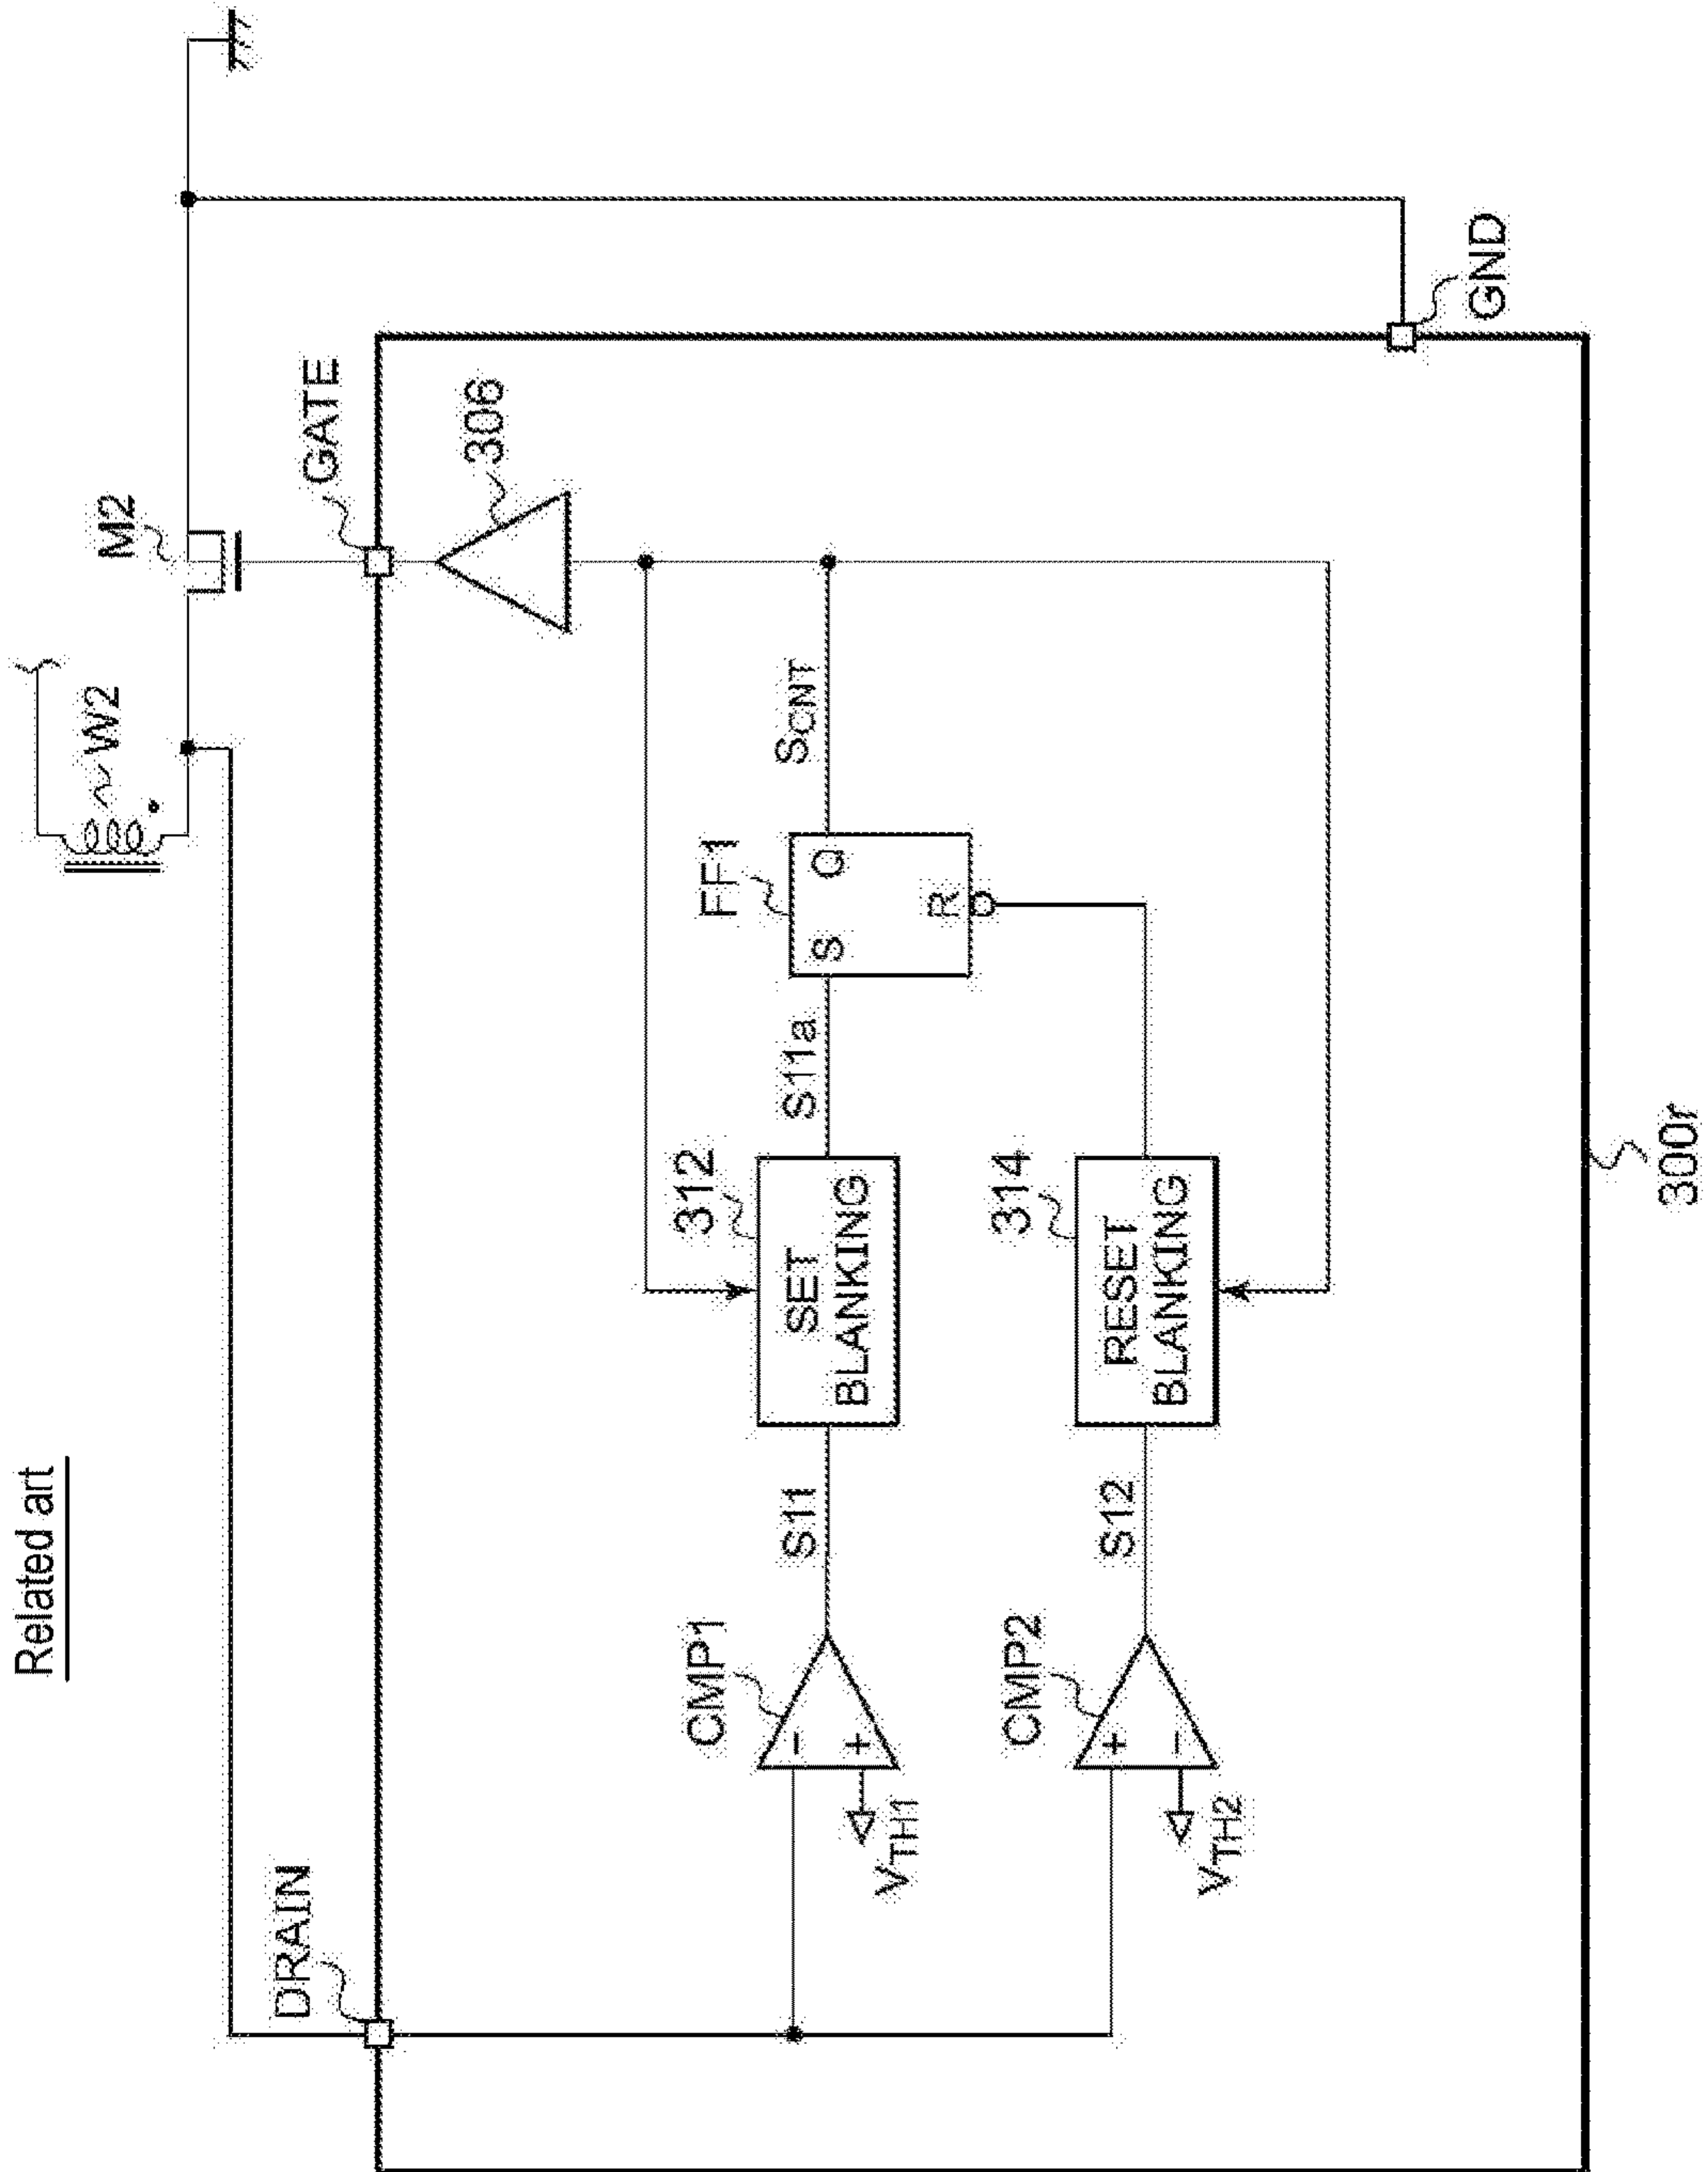 Related art
W2
M2
DRAIN
GATE
306
CMP1
−
+
VTH1
S11
312
SET
BLANKING
S11a
FF1
S
Q
R
SCNT
CMP2
+
−
VTH2
S12
314
RESET
BLANKING
GND
300r